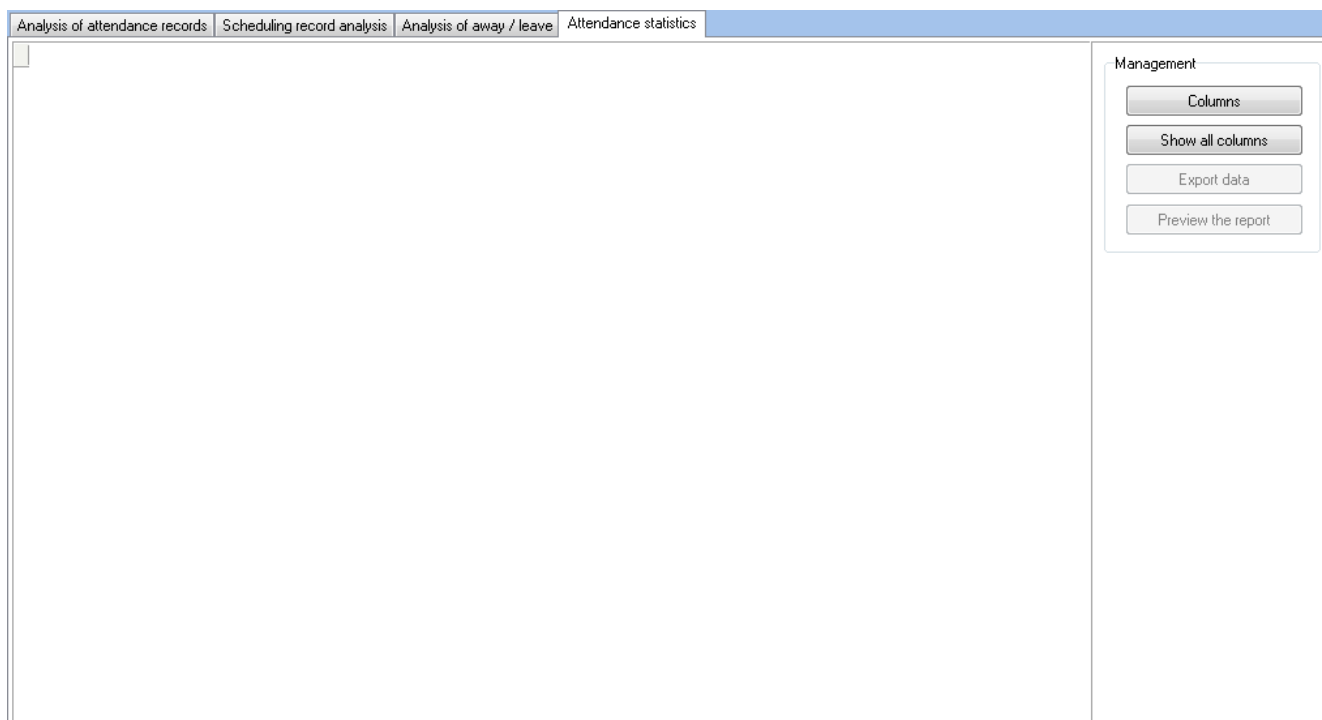 Analysis of attendance records
Scheduling record analysis
Analysis of away / leave
Attendance statistics
Management
Columns
Show all columns
Export data
Preview the report